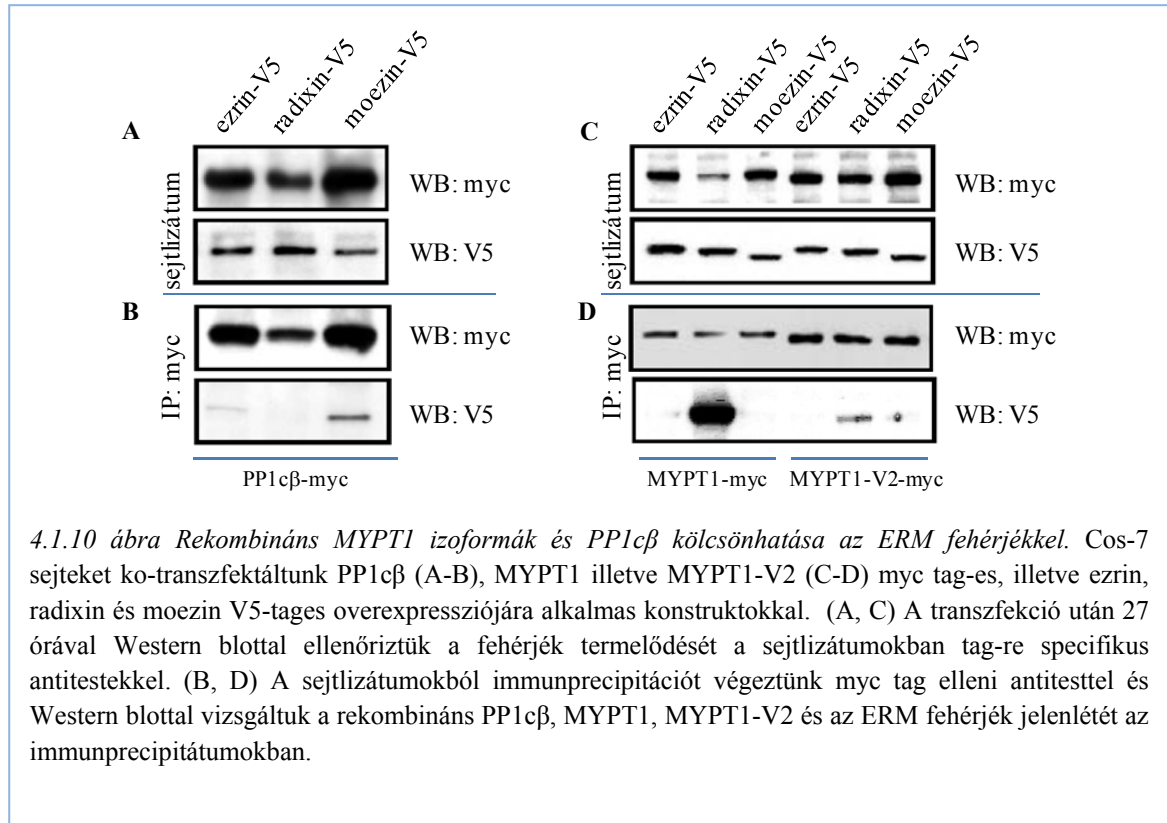 ezrin-V5
radixin-V5
moezin-V5
A
sejtlizátum
WB: myc
WB: V5
B
IP: myc
WB: myc
WB: V5
PP1cβ-myc
ezrin-V5
radixin-V5
moezin-V5
ezrin-V5
radixin-V5
moezin-V5
C
sejtlizátum
WB: myc
WB: V5
D
IP: myc
WB: myc
WB: V5
MYPT1-myc
MYPT1-V2-myc
4.1.10 ábra Rekombináns MYPT1 izoformák és PP1cβ kölcsönhatása az ERM fehérjékkel. Cos-7
sejteket ko-transzfektáltunk PP1cβ (A-B), MYPT1 illetve MYPT1-V2 (C-D) myc tag-es, illetve ezrin,
radixin és moezin V5-tages overexpressziójára alkalmas konstruktokkal. (A, C) A transzfekció után 27
órával Western blottal ellenőriztük a fehérjék termelődését a sejtlizátumokban tag-re specifikus
antitestekkel. (B, D) A sejtlizátumokból immunprecipitációt végeztünk myc tag elleni antitesttel és
Western blottal vizsgáltuk a rekombináns PP1cβ, MYPT1, MYPT1-V2 és az ERM fehérjék jelenlétét az
immunprecipitátumokban.